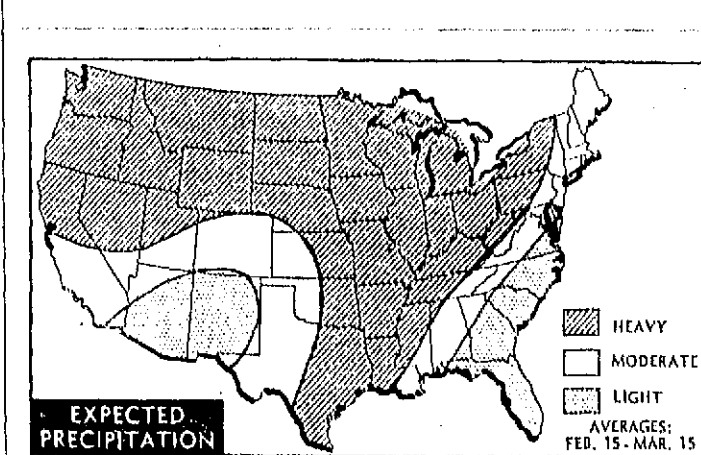 HEAVY
MODERATE
LIGHT
AVERAGES:
FEB. 15 - MAR. 15
EXPECTED
PRECIPITATION